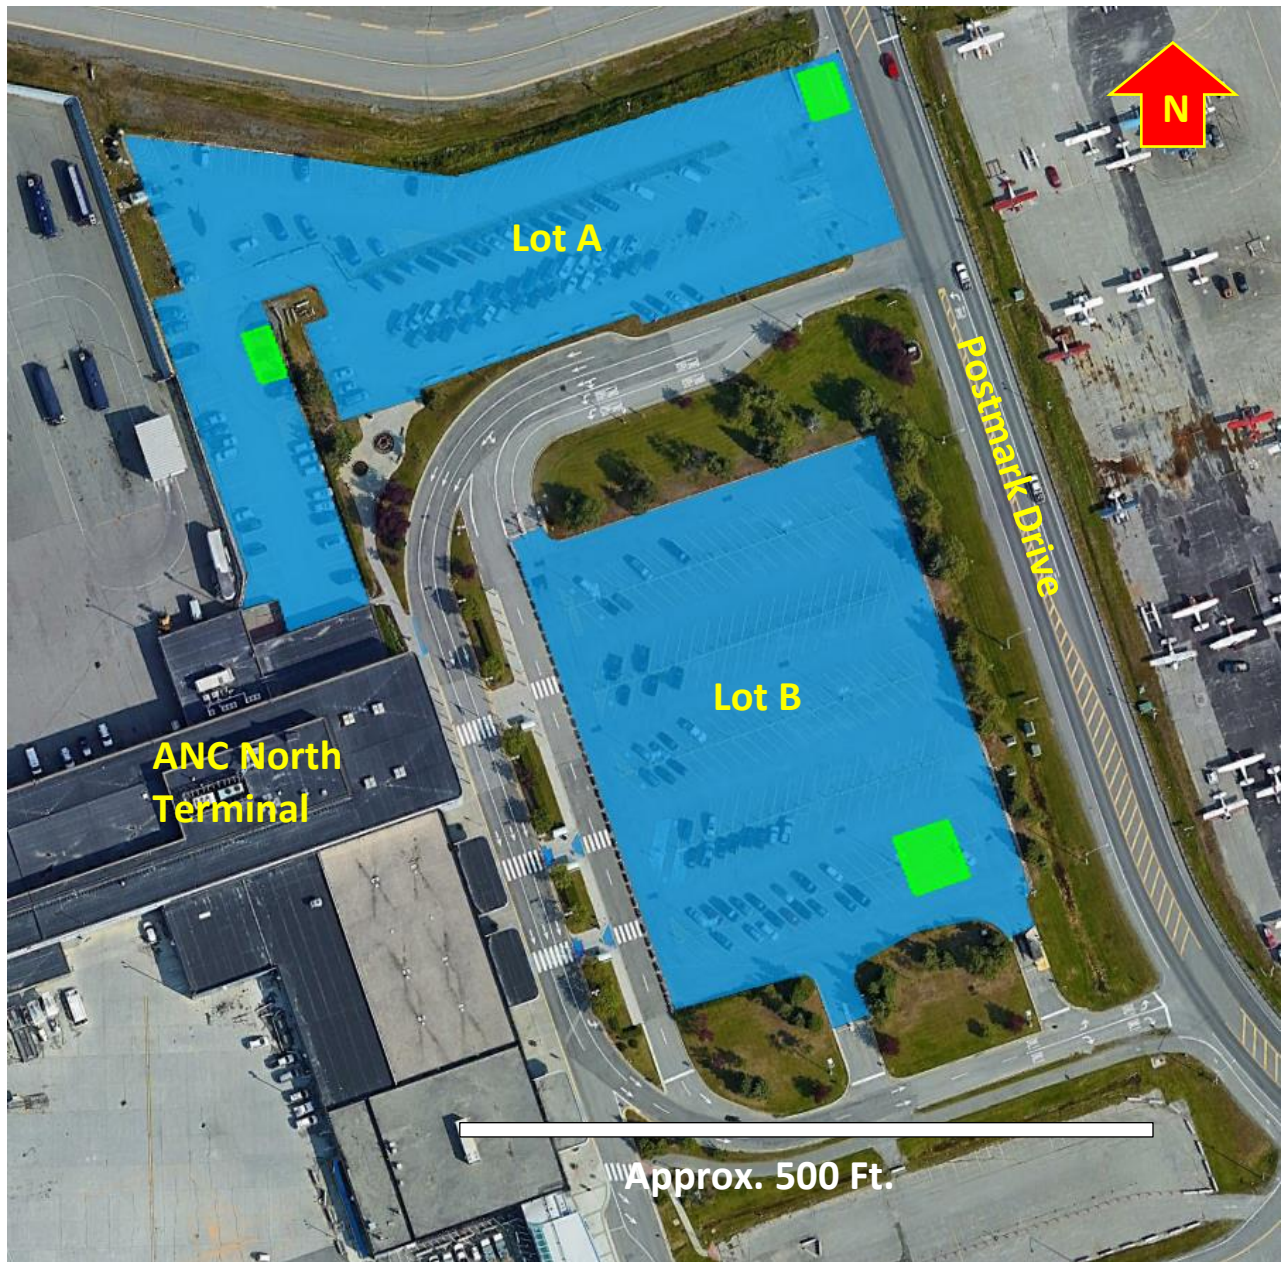 N
Lot A
Postmark Drive
Lot B
ANC North
Terminal
Approx. 500 Ft.